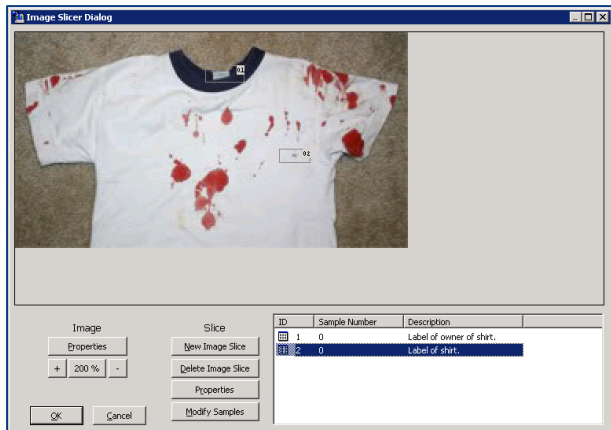 Image Slicer Dialog
01
02
Image
Properties
+ 200 % -
OK Cancel
Slice
New Image Slice
Delete Image Slice
Properties
Modify Samples
ID Sample Number Description
1 0 Label of owner of shirt.
2 0 Label of shirt.